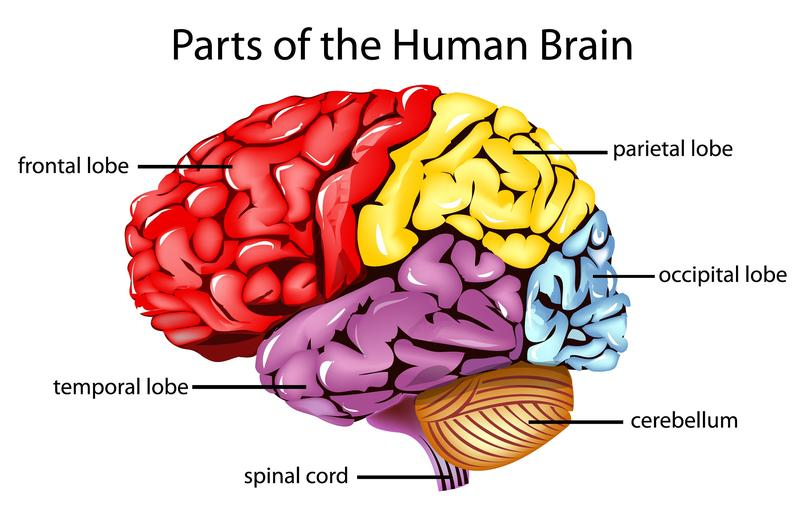 Parts of the Human Brain
frontal lobe
parietal lobe
occipital lobe
temporal lobe
cerebellum
spinal cord